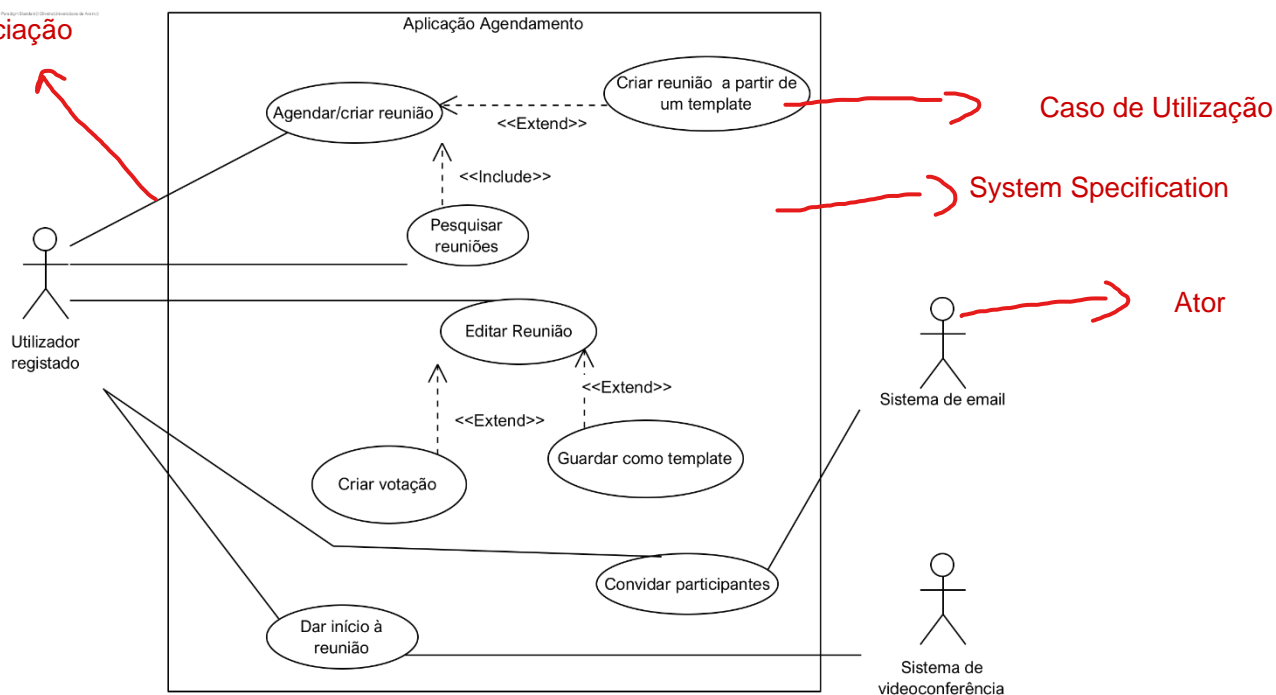 ciação
Aplicação Agendamento
Agendar/criar reunião
Criar reunião a partir de
um template
<<Extend>>
Caso de Utilização
<<Include>>
System Specification
Pesquisar
reuniões
Utilizador
registado
Editar Reunião
Ator
<<Extend>>
Sistema de email
<<Extend>>
Criar votação
Guardar como template
Convidar participantes
Dar início à
reunião
Sistema de
videoconferência